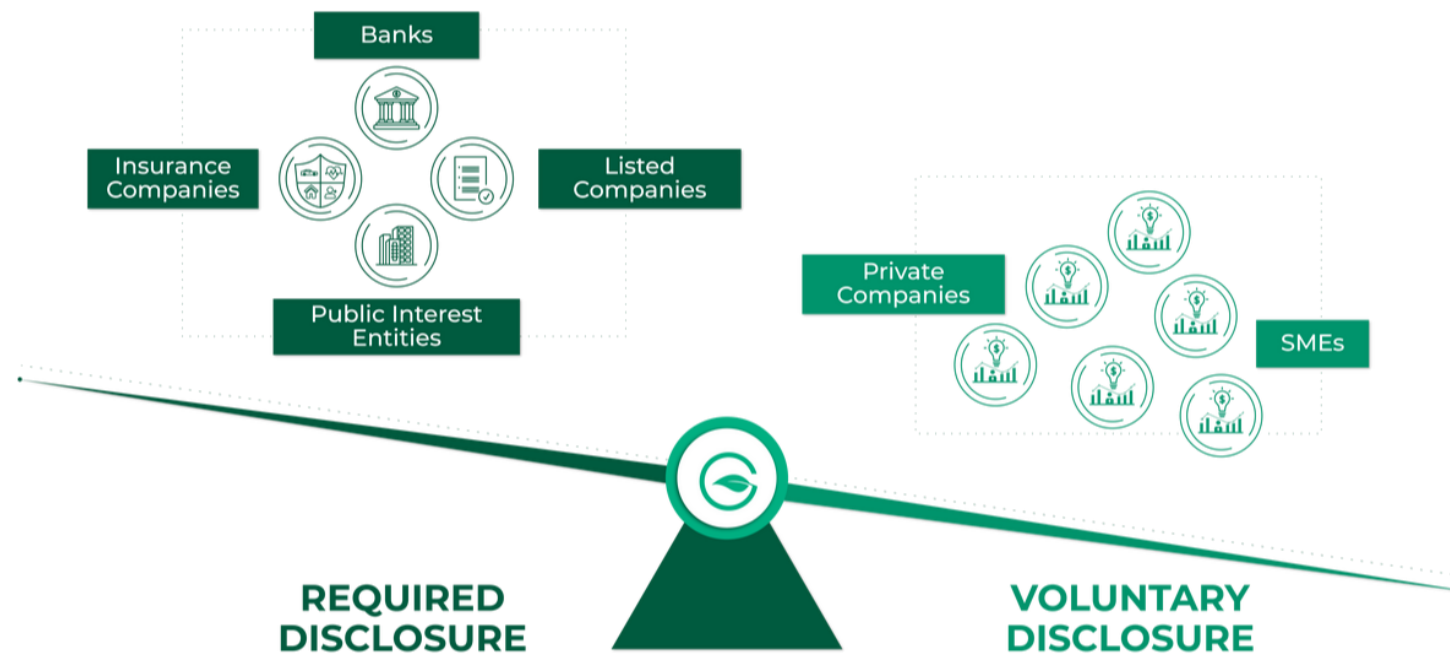 Banks
Insurance
Companies
Listed
Companies
Public Interest
Entities
Private
Companies
SMEs
REQUIRED
DISCLOSURE
VOLUNTARY
DISCLOSURE